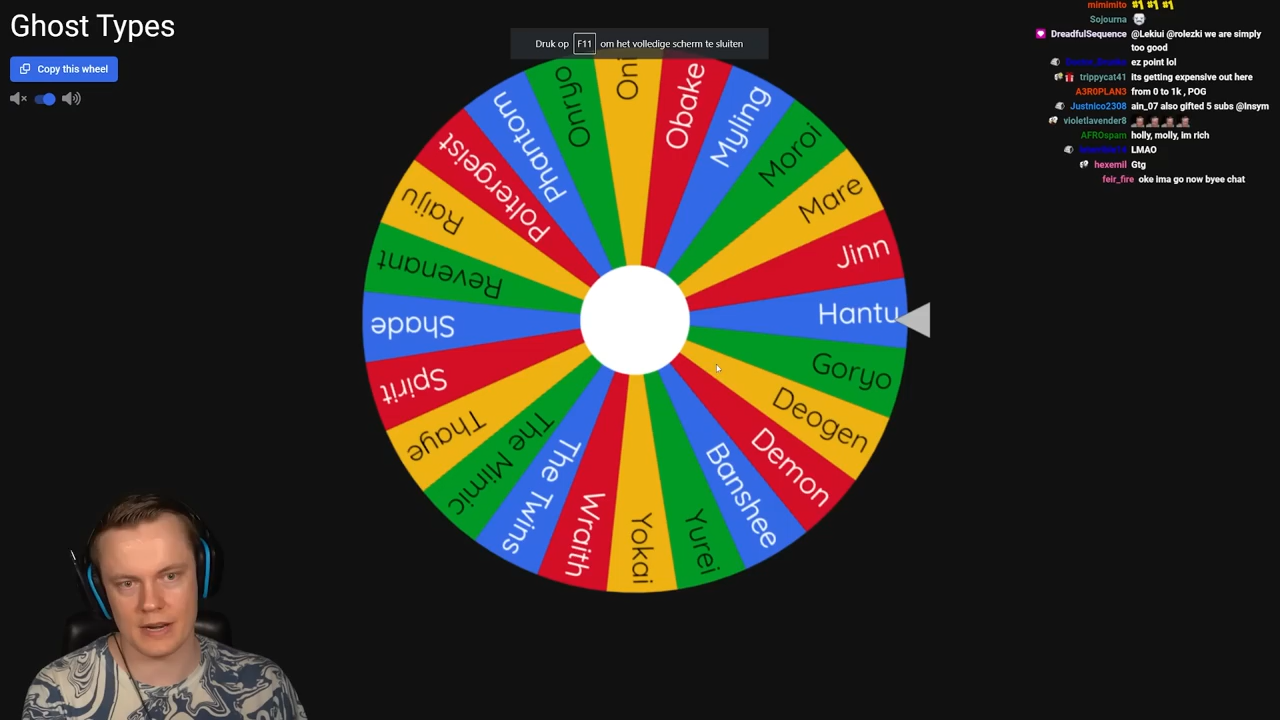 Ghost Types
Copy this wheel
Druk op F11 om het volledige scherm te sluiten
Oni
Obake
Myling
Moroi
Mare
Jinn
Hantu
Goryo
Deogen
Demon
Banshee
Yurei
Yokai
Wraith
The Twins
The Mimic
Thaye
Spirit
Shade
Revenant
Raiju
Poltergeist
Phantom
Onryo
mimimito #1 #1 #1
Sojourna
DreadfulSequence @Lekiui @rolezki we are simply
too good
ez point lol
trippycat41 Its getting expensive out here
A3R0PLAN3 from 0 to 1k , POG
Justnico2308 ain_07 also gifted 5 subs @Insym
violetlavender8
AFROspam holly, molly, im rich
LMAO
hexemil Gtg
feir_fire oke ima go now byee chat